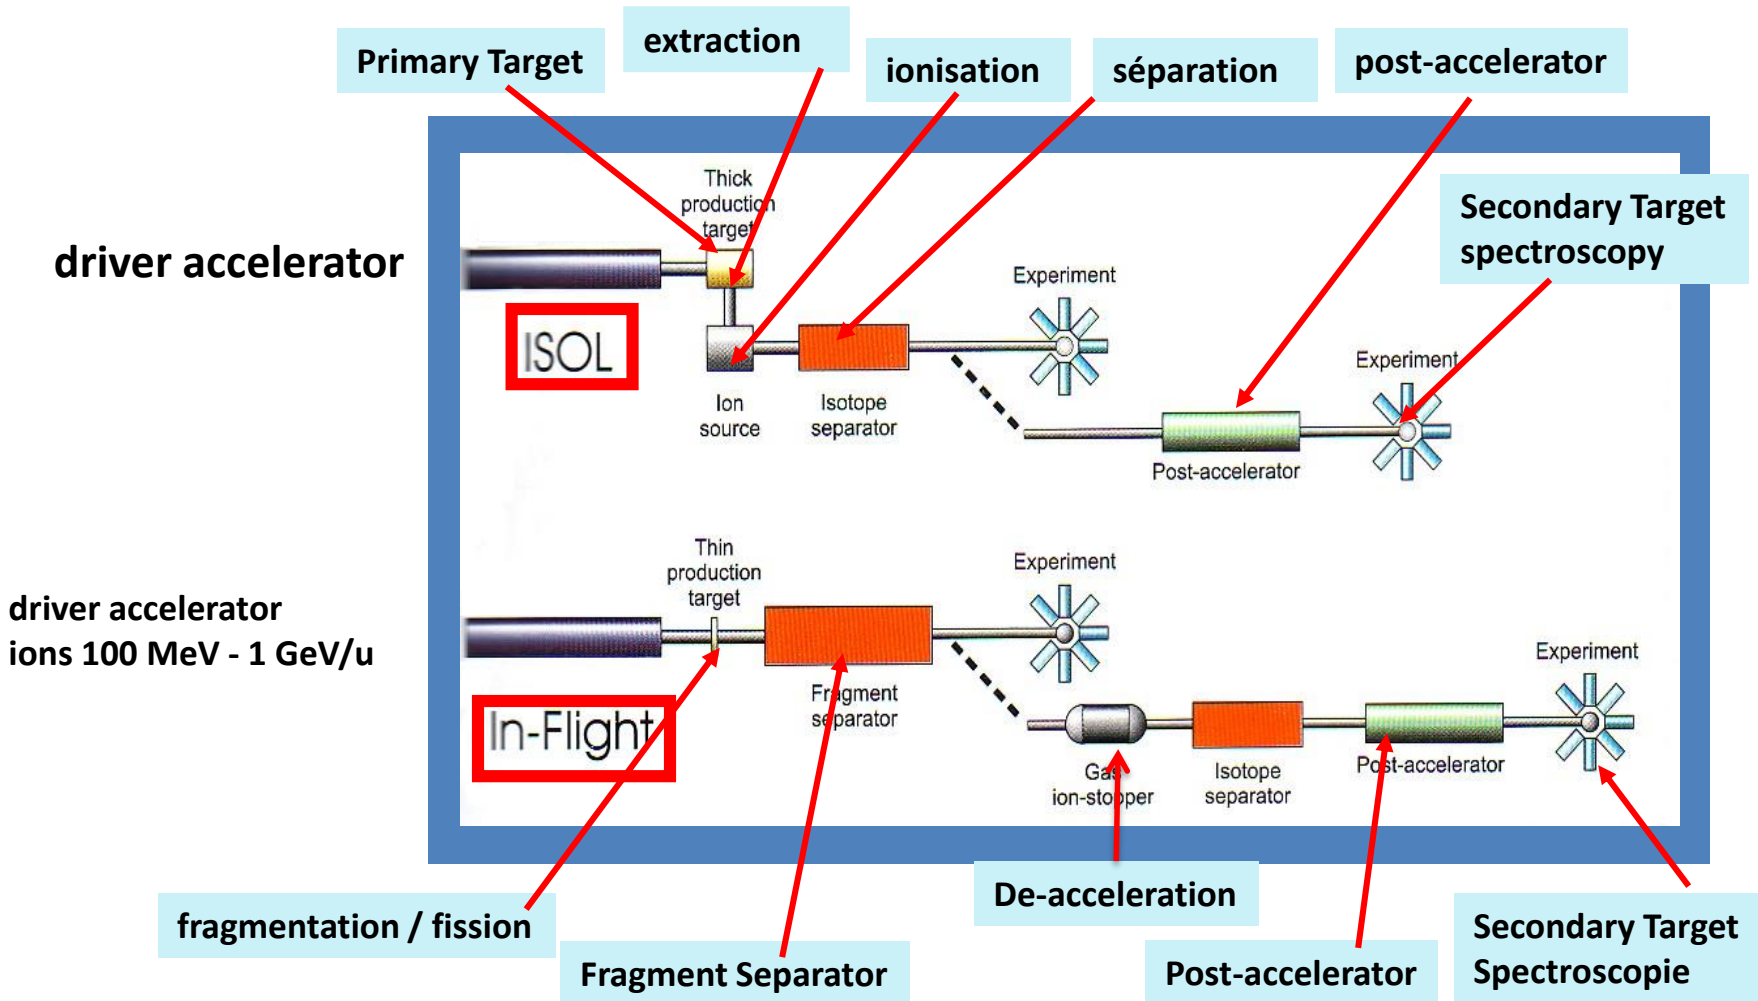 extraction
Primary Target
ionisation
séparation
post-accelerator
Thick
production
target
Secondary Target
spectroscopy
driver accelerator
Experiment
ISOL
Experiment
Ion
source
Isotope
separator
Post-accelerator
Thin
production
target
Experiment
driver accelerator
ions 100 MeV - 1 GeV/u
Experiment
Fragment
separator
In-Flight
Gas
ion-stopper
Isotope
separator
Post-accelerator
De-acceleration
fragmentation / fission
Fragment Separator
Post-accelerator
Secondary Target
Spectroscopie